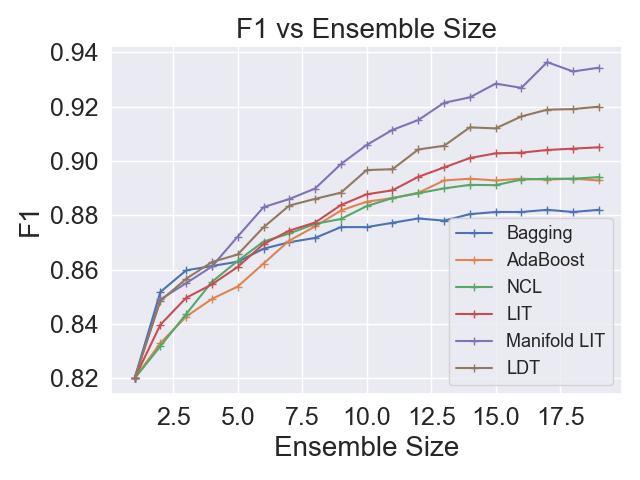 F1 vs Ensemble Size
0.94
0.92
0.90
0.88
0.86
0.84
0.82
F1
Bagging
AdaBoost
NCL
LIT
Manifold LIT
LDT
2.5 5.0 7.5 10.0 12.5 15.0 17.5
Ensemble Size